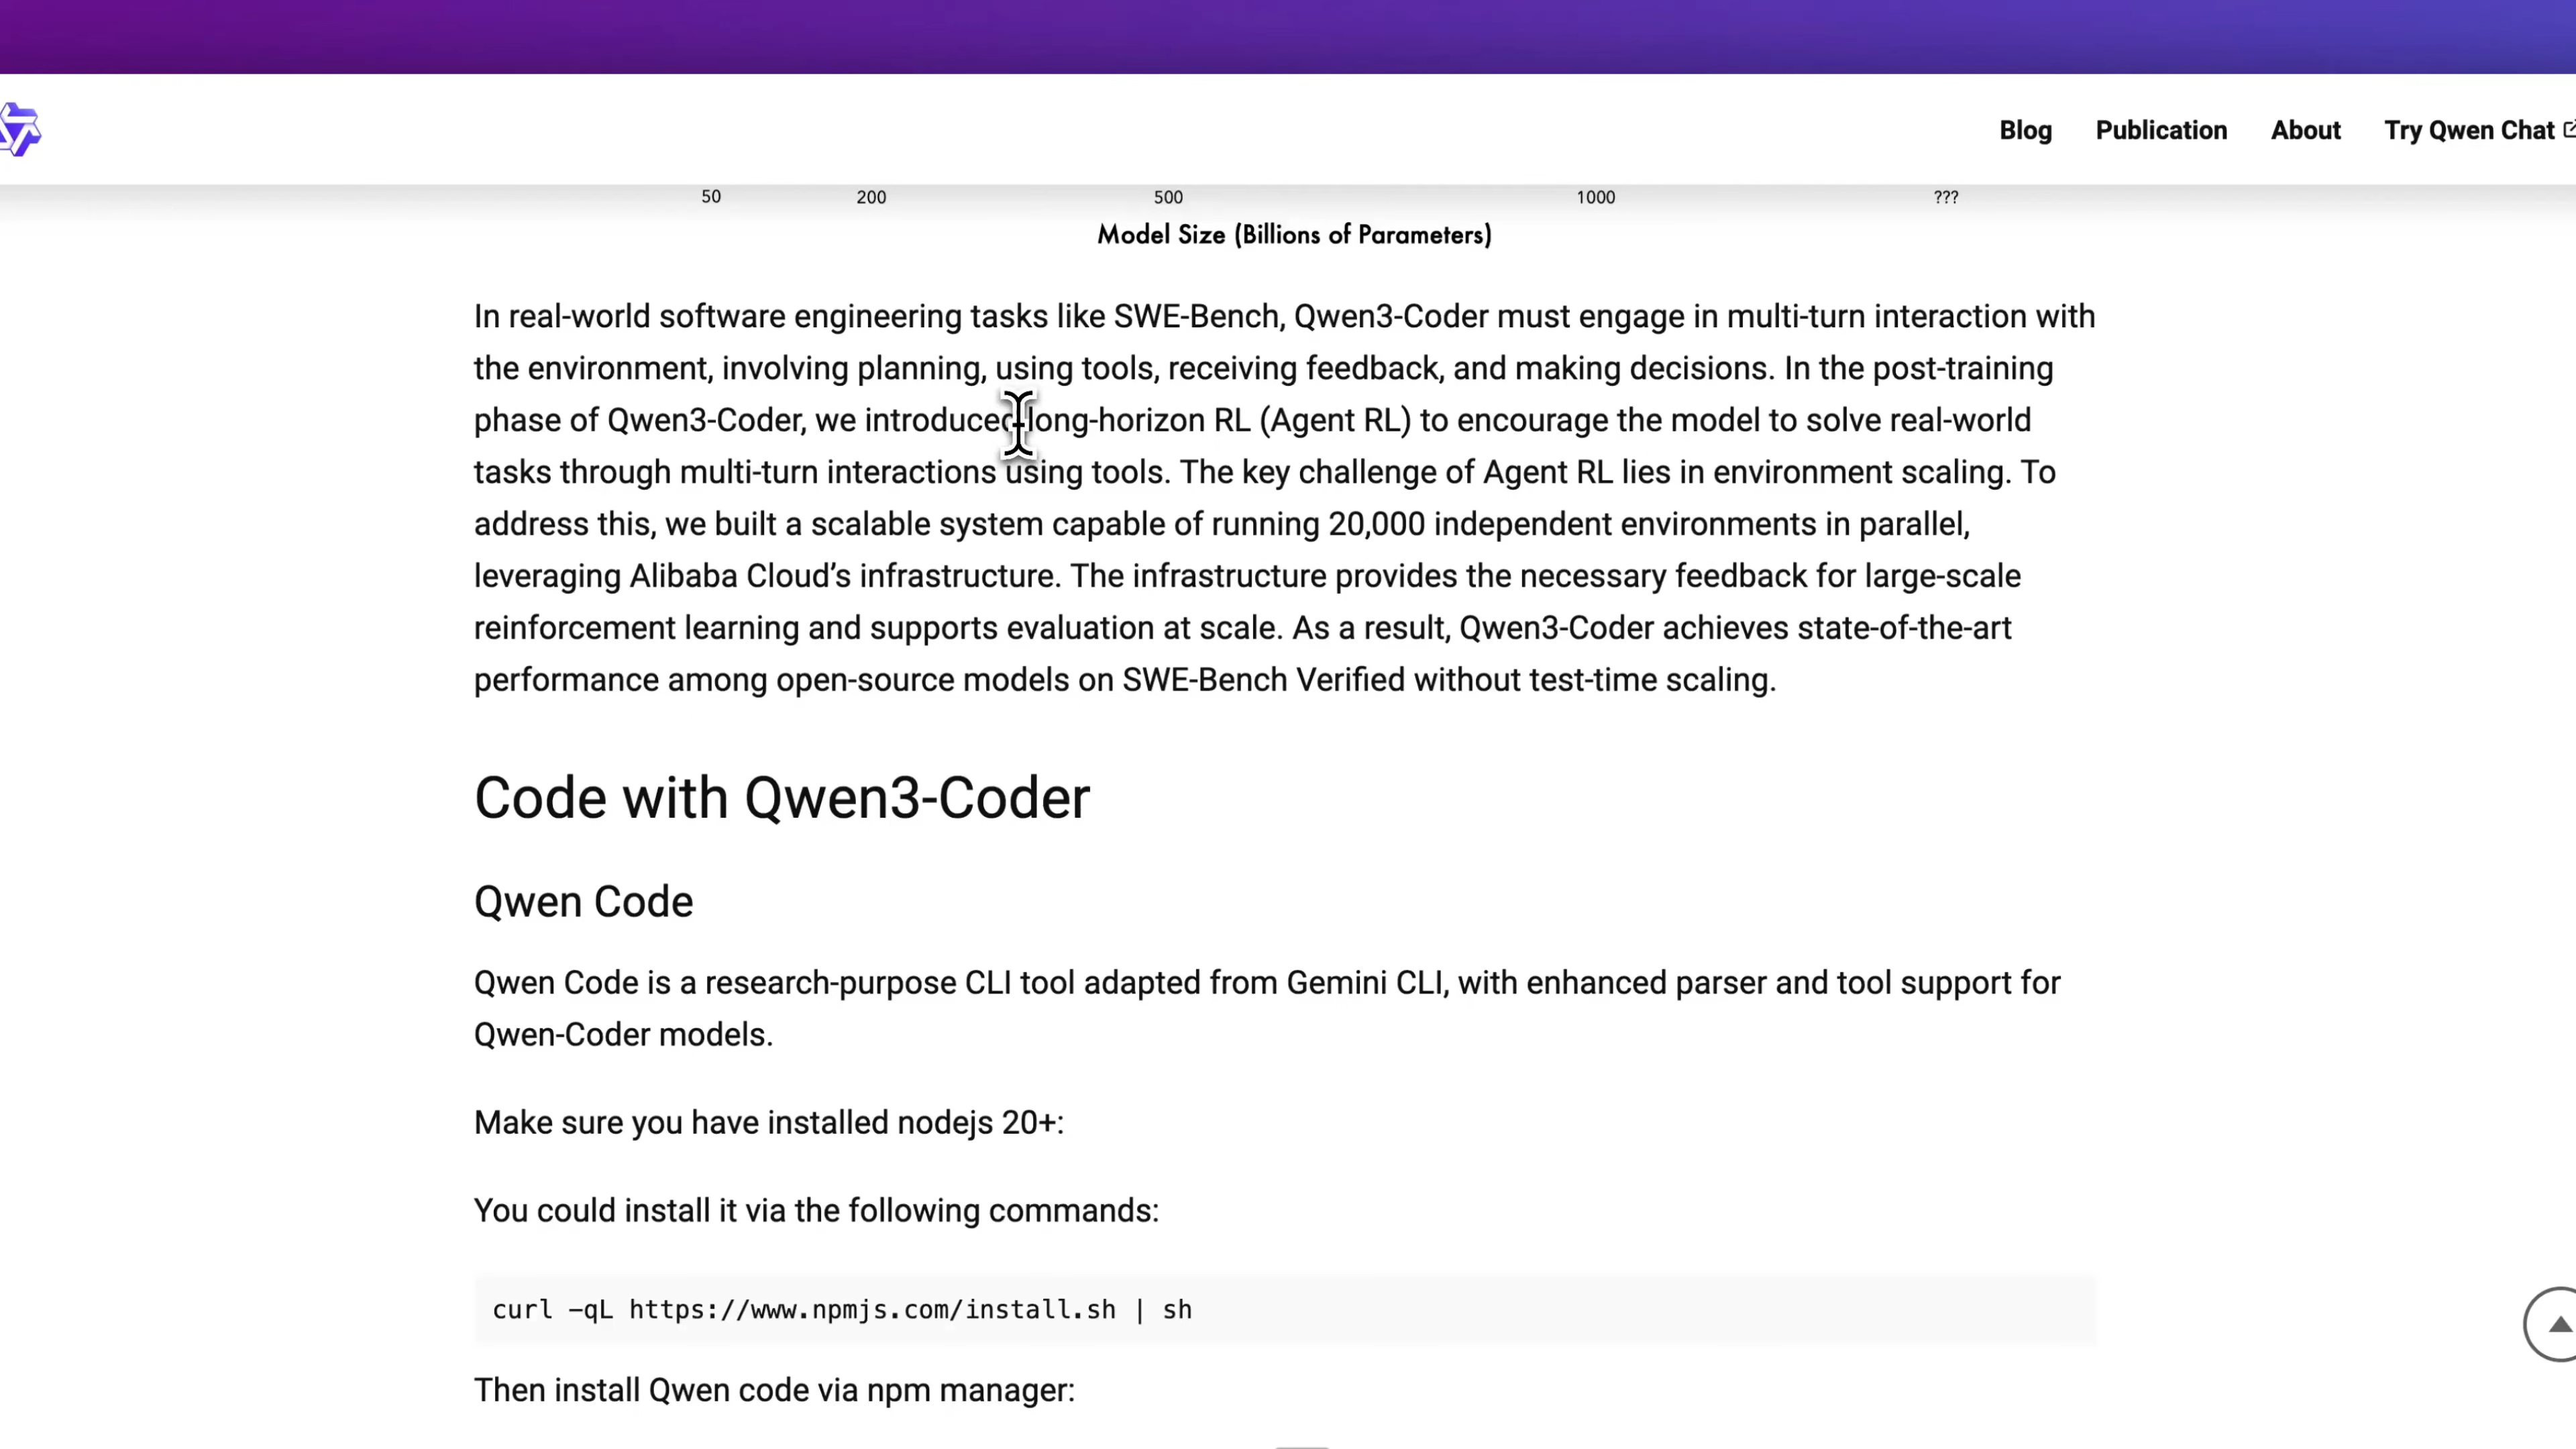 Blog Publication About Try Qwen Chat
50 200 500 1000 ???
Model Size (Billions of Parameters)
In real-world software engineering tasks like SWE-Bench, Qwen3-Coder must engage in multi-turn interaction with
the environment, involving planning, using tools, receiving feedback, and making decisions. In the post-training
phase of Qwen3-Coder, we introduced long-horizon RL (Agent RL) to encourage the model to solve real-world
tasks through multi-turn interactions using tools. The key challenge of Agent RL lies in environment scaling. To
address this, we built a scalable system capable of running 20,000 independent environments in parallel,
leveraging Alibaba Cloud’s infrastructure. The infrastructure provides the necessary feedback for large-scale
reinforcement learning and supports evaluation at scale. As a result, Qwen3-Coder achieves state-of-the-art
performance among open-source models on SWE-Bench Verified without test-time scaling.
Code with Qwen3-Coder
Qwen Code
Qwen Code is a research-purpose CLI tool adapted from Gemini CLI, with enhanced parser and tool support for
Qwen-Coder models.
Make sure you have installed nodejs 20+:
You could install it via the following commands:
curl -qL https://www.npmjs.com/install.sh | sh
Then install Qwen code via npm manager: